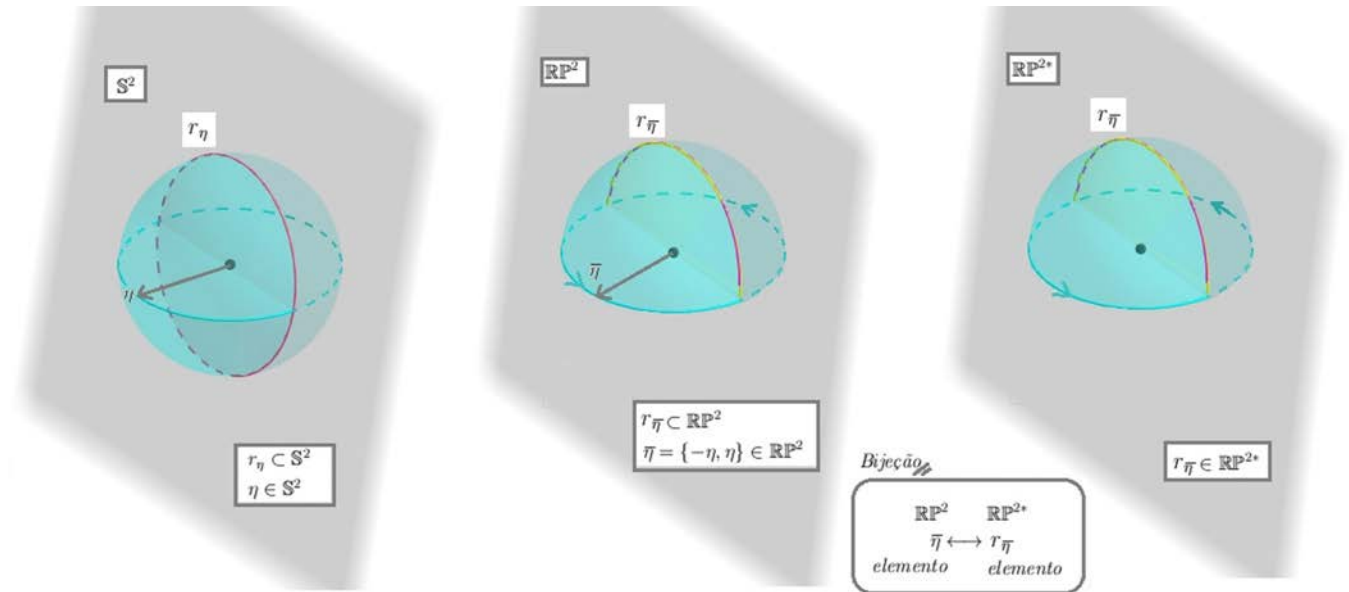 𝕊²
r_η
η
r_η ⊂ 𝕊²
η ∈ 𝕊²
ℝℙ²
r_η̅
η̅
r_η̅ ⊂ ℝℙ²
η̅ = {−η, η} ∈ ℝℙ²
ℝℙ²*
r_η̅
r_η̅ ∈ ℝℙ²*
Bijeção
ℝℙ² ℝℙ²*
η̅ ⟷ r_η̅
elemento elemento